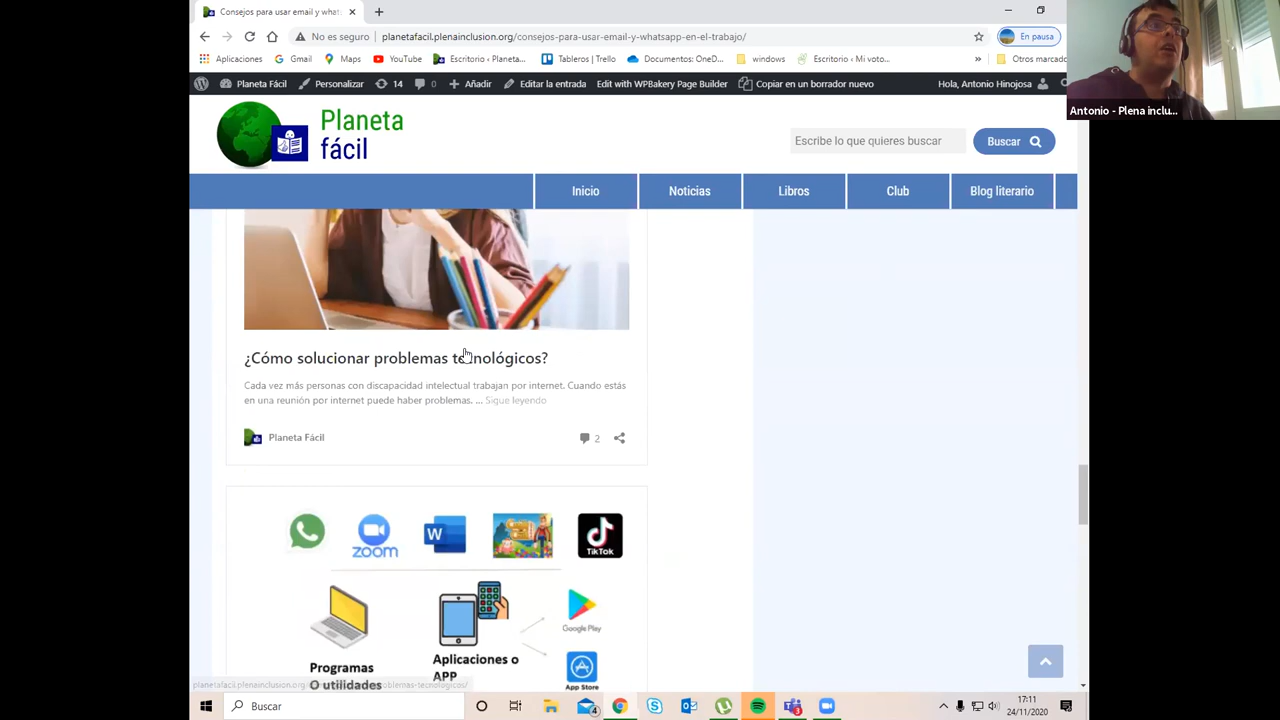 Consejos para usar email y what
No es seguro
planetafacil.plenainclusion.org/consejos-para-usar-email-y-whatsapp-en-el-trabajo/
En pausa
Aplicaciones
Gmail
Maps
YouTube
Escritorio ‹ Planeta...
Tableros | Trello
Documentos: OneD...
windows
Escritorio ‹ Mi voto...
»
Otros marcado
Planeta Fácil
Personalizar
14
0
Añadir
Editar la entrada
Edit with WPBakery Page Builder
Copiar en un borrador nuevo
Hola, Antonio Hinojosa
Antonio - Plena inclu...
Planeta
fácil
Escribe lo que quieres buscar
Buscar
Inicio
Noticias
Libros
Club
Blog literario
¿Cómo solucionar problemas tecnológicos?
Cada vez más personas con discapacidad intelectual trabajan por internet. Cuando estás
en una reunión por internet puede haber problemas. ... Sigue leyendo
Planeta Fácil
2
zoom
W
TikTok
Google Play
Programas
O utilidades
Aplicaciones o
APP
App Store
Buscar
4
3
17:11
24/11/2020